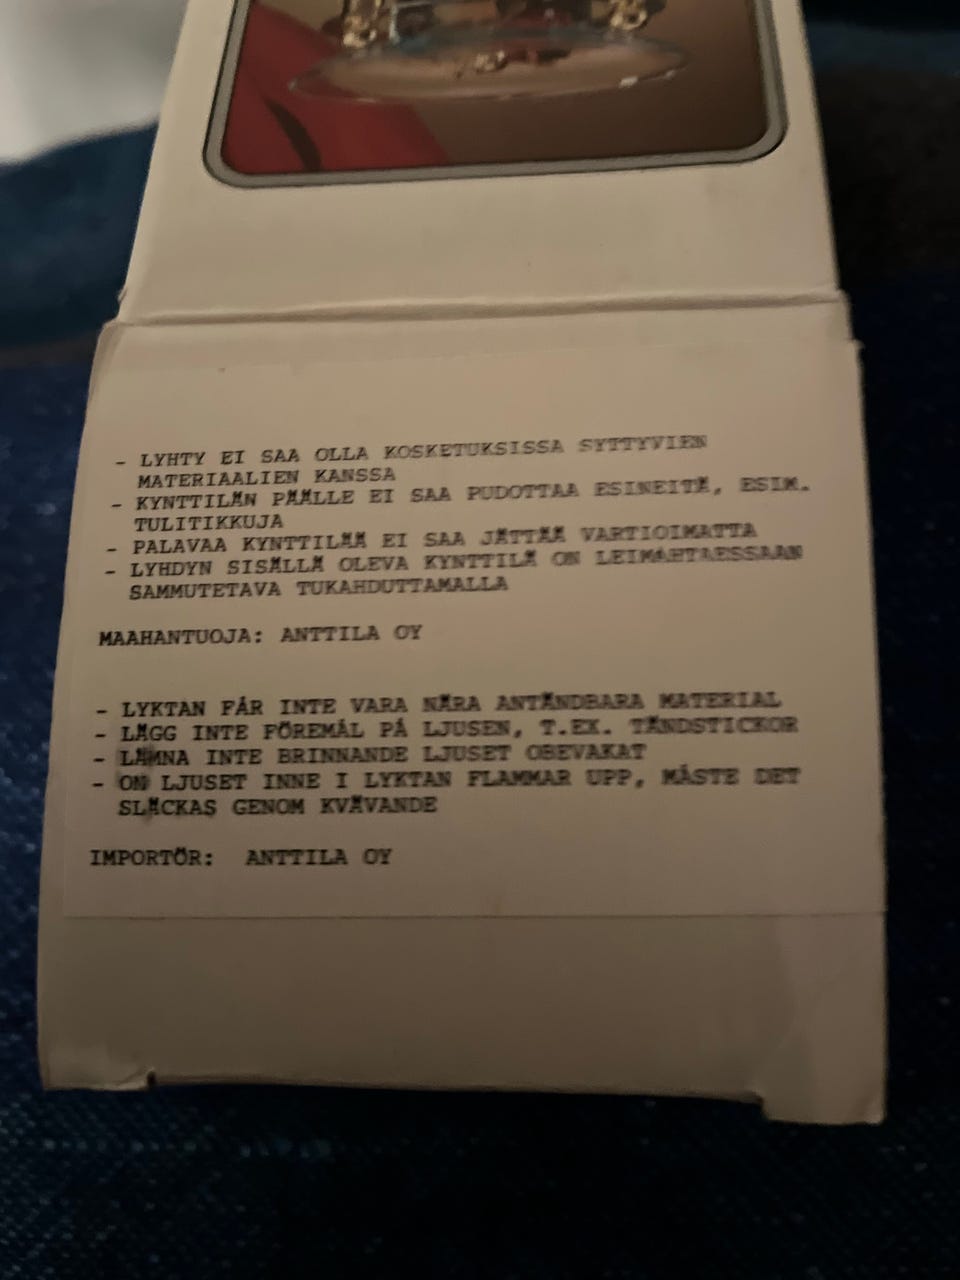 - LYHTY EI SAA OLLA KOSKETUKSISSA SYTTYVIEN
MATERIAALIEN KANSSA
- KYNTTILÄN PÄÄLLE EI SAA PUDOTTAA ESINEITÄ, ESIM.
TULITIKKUJA
- PALAVAA KYNTTILÄÄ EI SAA JÄTTÄÄ VARTIOIMATTA
- LYHDYN SISÄLLÄ OLEVA KYNTTILÄ ON LEIMAHTAESSAAN
SAMMUTETAVA TUKAHDUTTAMALLA
MAAHANTUOJA: ANTTILA OY
- LYKTAN FÅR INTE VARA NÄRA ANTÄNDBARA MATERIAL
- LÄGG INTE FÖREMÅL PÅ LJUSEN, T.EX. TÄNDSTICKOR
- LÄMNA INTE BRINNANDE LJUSET OBEVAKAT
- ON LJUSET INNE I LYKTAN FLAMMAR UPP, MÅSTE DET
SLÄCKAS GENOM KVÄVANDE
IMPORTÖR: ANTTILA OY